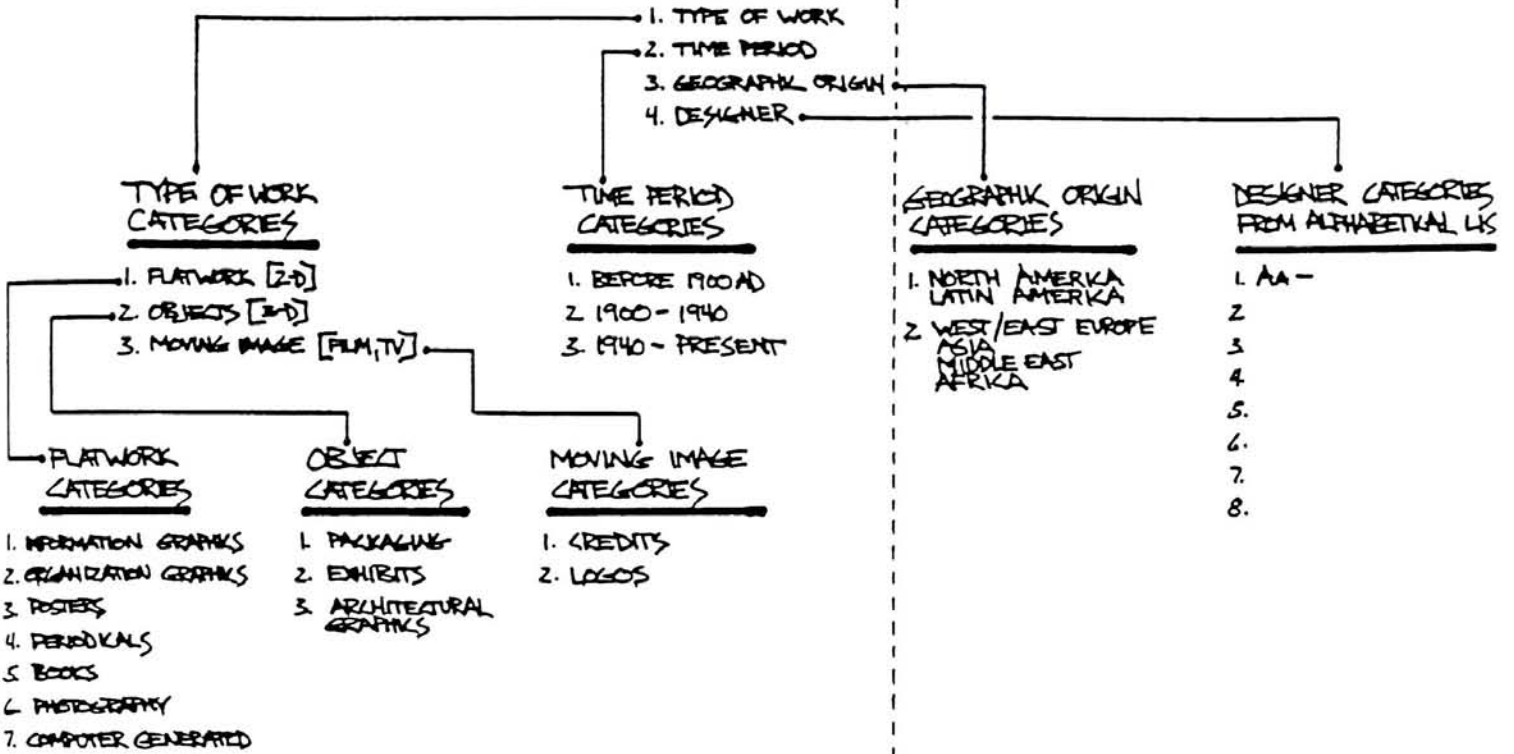 1. TYPE OF WORK
2. TIME PERIOD
3. GEOGRAPHIC ORIGIN
4. DESIGNER
TYPE OF WORK
CATEGORIES
1. FLATWORK [2-D]
2. OBJECTS [3-D]
3. MOVING IMAGE [FILM, TV]
TIME PERIOD
CATEGORIES
1. BEFORE 1900 AD
2 1900 - 1940
3. 1940 - PRESENT
GEOGRAPHIC ORIGIN
CATEGORIES
1. NORTH AMERICA
LATIN AMERICA
2 WEST/EAST EUROPE
ASIA
MIDDLE EAST
AFRICA
DESIGNER CATEGORIES
FROM ALPHABETICAL LIS
1. AA -
2
3.
4
5.
6.
7.
8.
FLATWORK
CATEGORIES
1. INFORMATION GRAPHICS
2. ORGANIZATION GRAPHICS
3. POSTERS
4. PERIODICALS
5 BOOKS
6 PHOTOGRAPHY
7. COMPUTER GENERATED
OBJECT
CATEGORIES
1. PACKAGING
2. EXHIBITS
3. ARCHITECTURAL
GRAPHICS
MOVING IMAGE
CATEGORIES
1. CREDITS
2. LOGOS